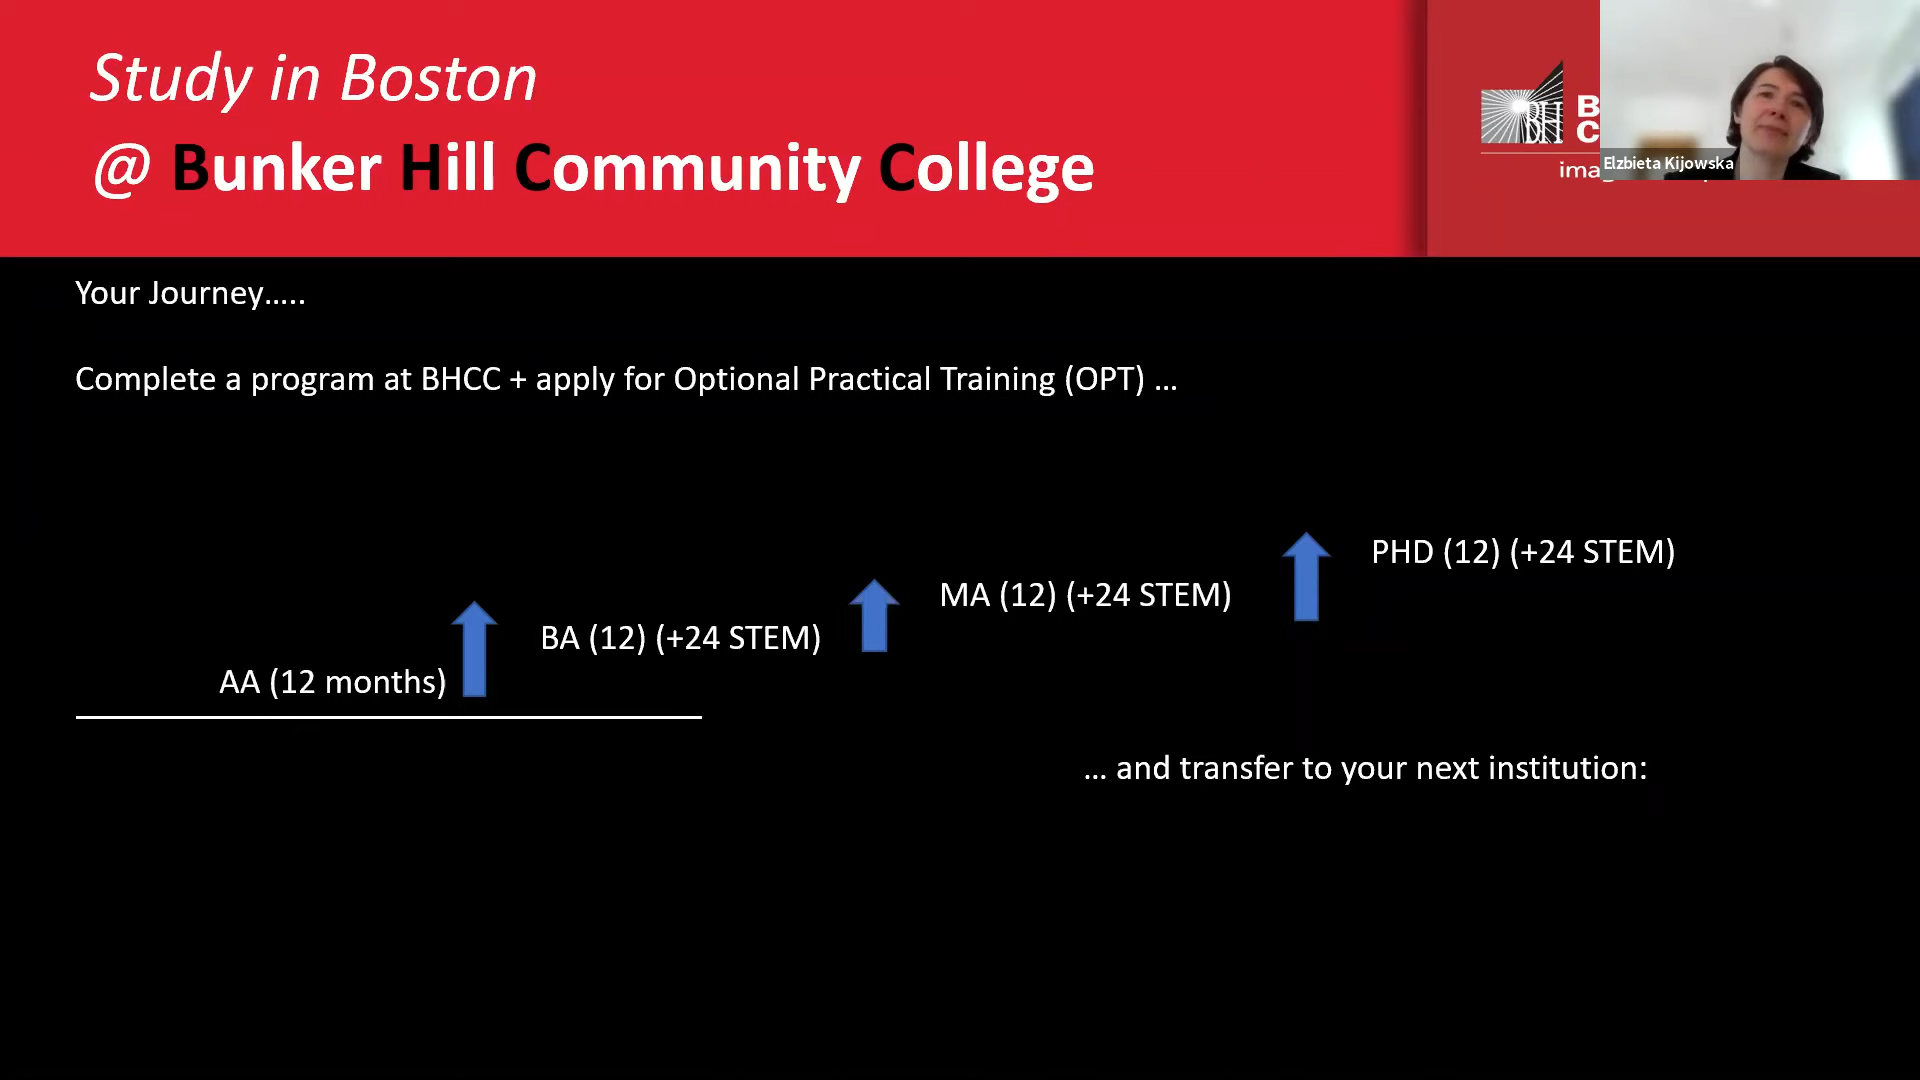 Study in Boston
@ Bunker Hill Community College
BH
B
C
ima
Elzbieta Kijowska
Your Journey…..
Complete a program at BHCC + apply for Optional Practical Training (OPT) …
PHD (12) (+24 STEM)
MA (12) (+24 STEM)
BA (12) (+24 STEM)
AA (12 months)
… and transfer to your next institution: